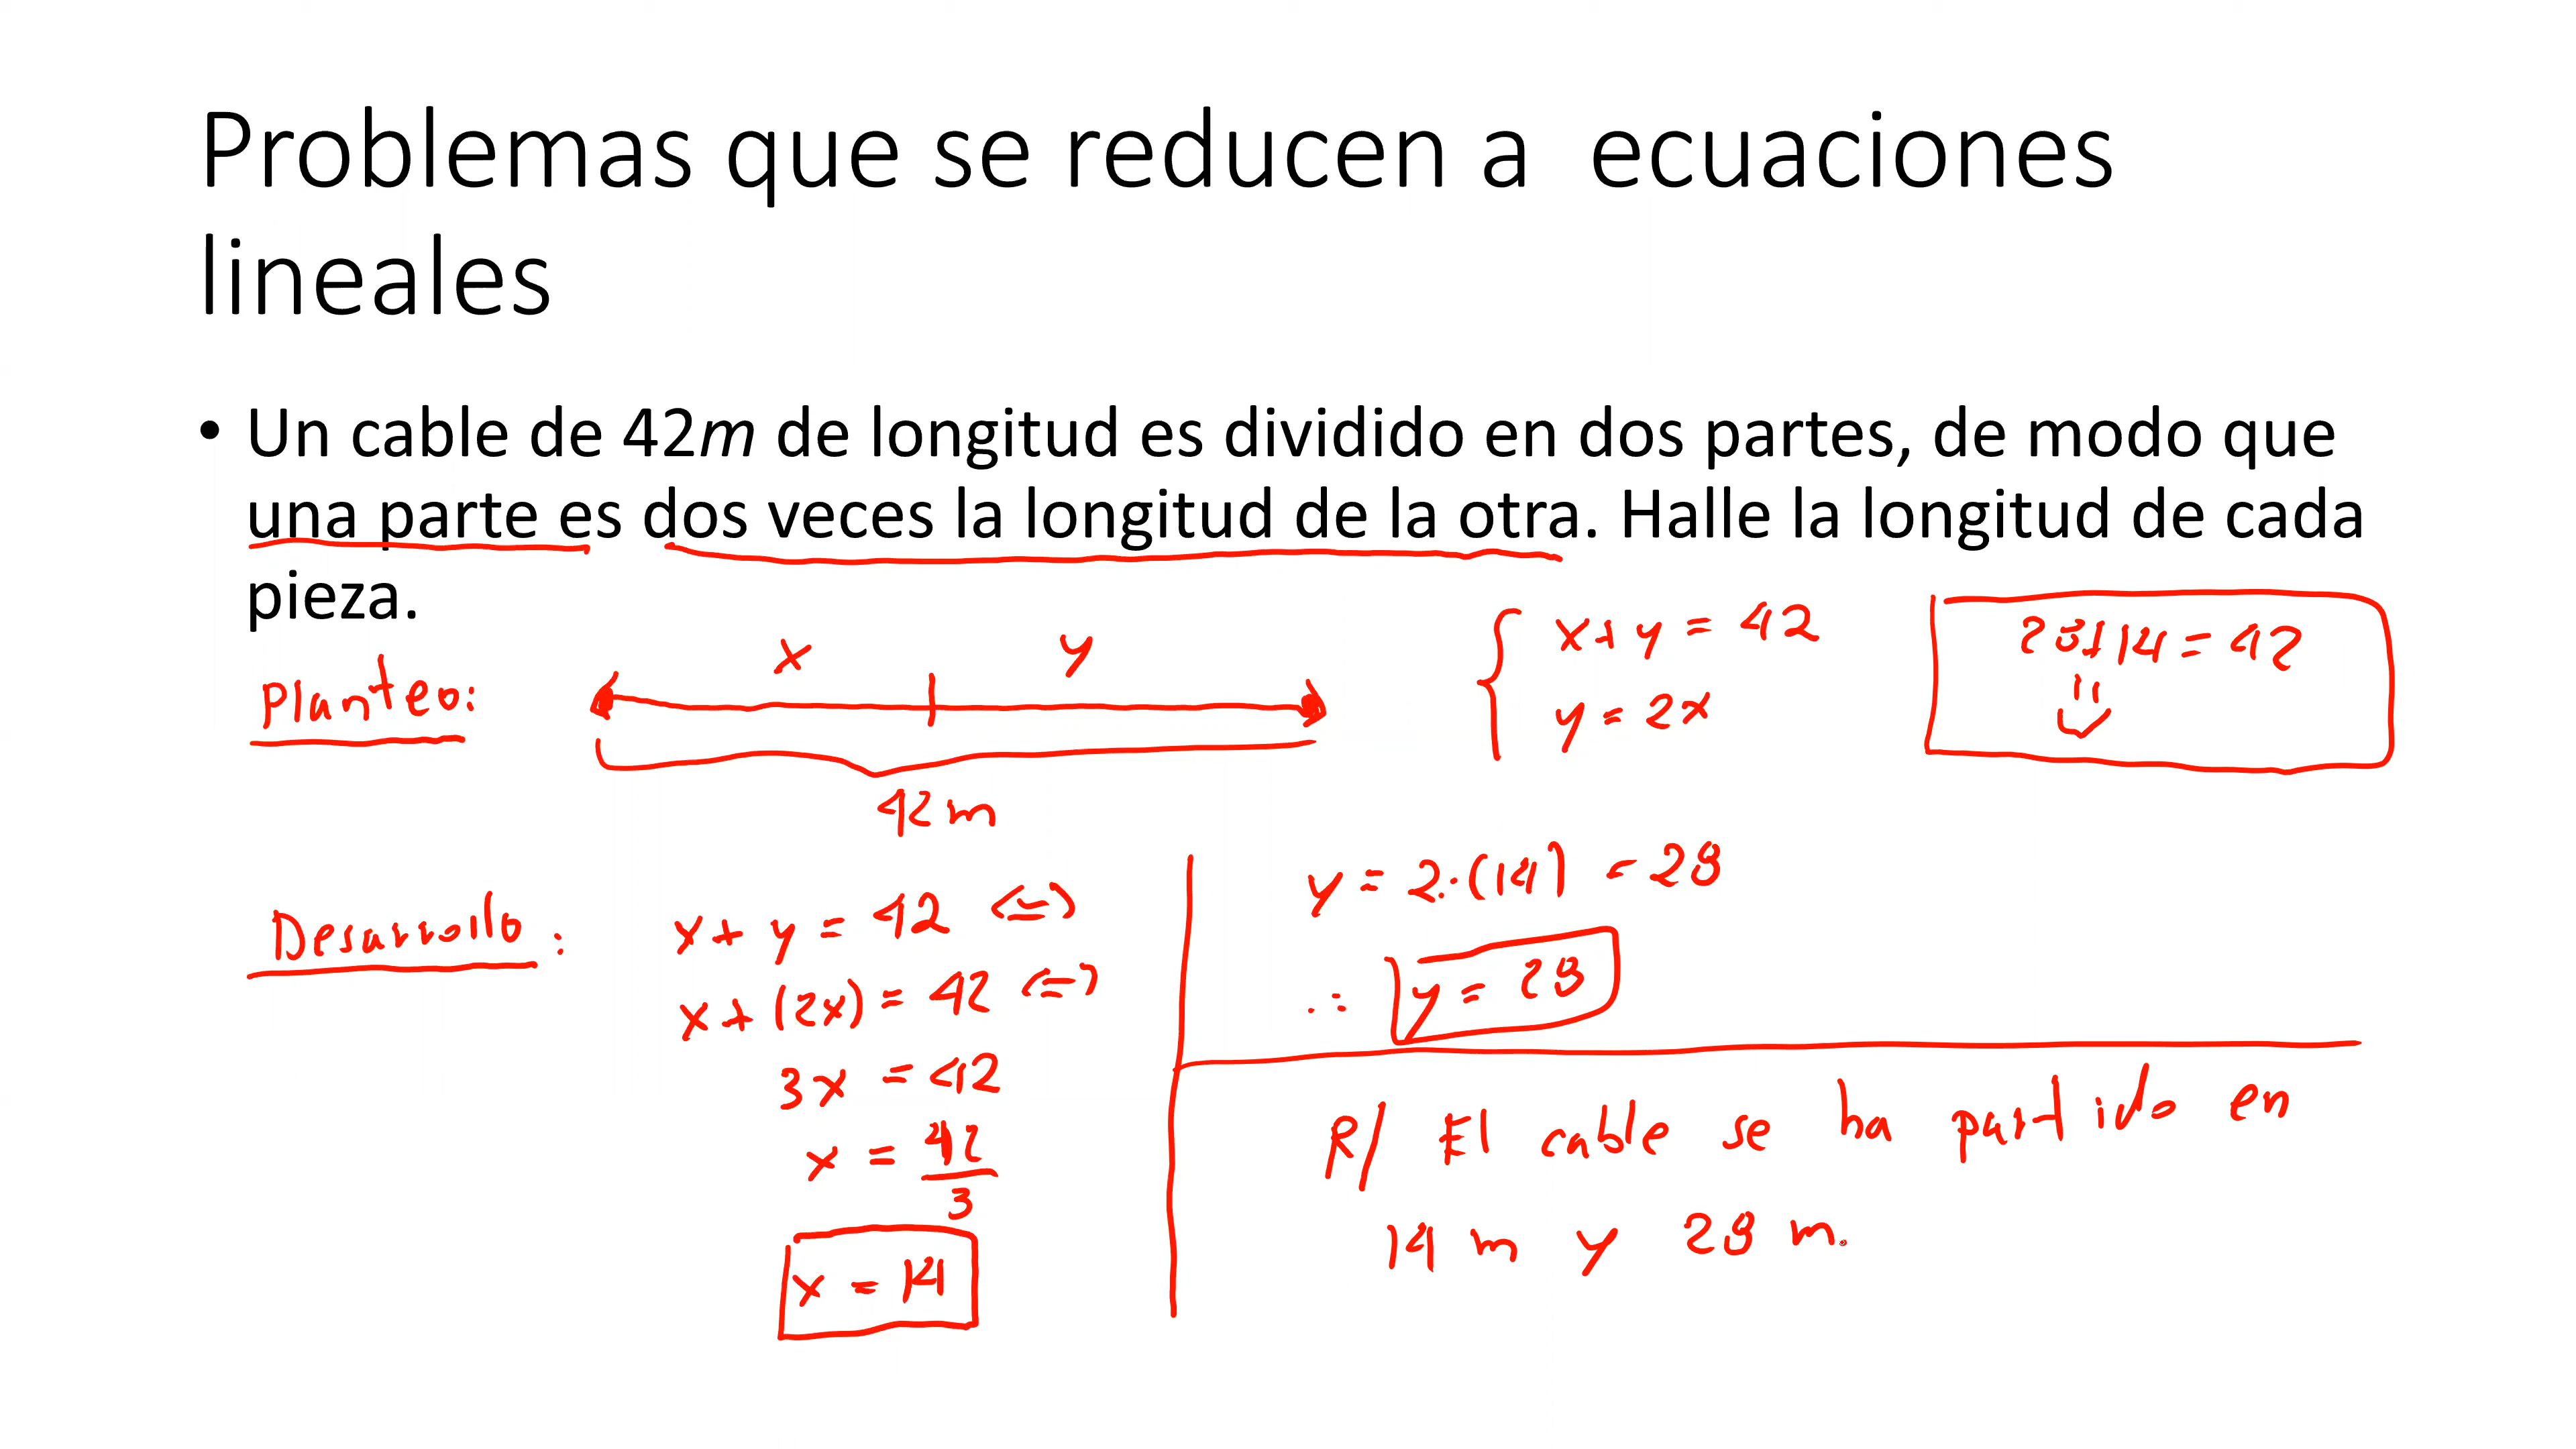 Problemas que se reducen a ecuaciones
lineales
• Un cable de 42m de longitud es dividido en dos partes, de modo que
una parte es dos veces la longitud de la otra. Halle la longitud de cada
pieza.
Planteo:
x y
42 m
x + y = 42
y = 2x
28 + 14 = 42
Desarrollo:
x + y = 42 <=>
x + (2x) = 42 <=>
3x = 42
x = 42/3
x = 14
y = 2·(14) = 28
∴ y = 28
R/ El cable se ha partido en
14 m y 28 m.